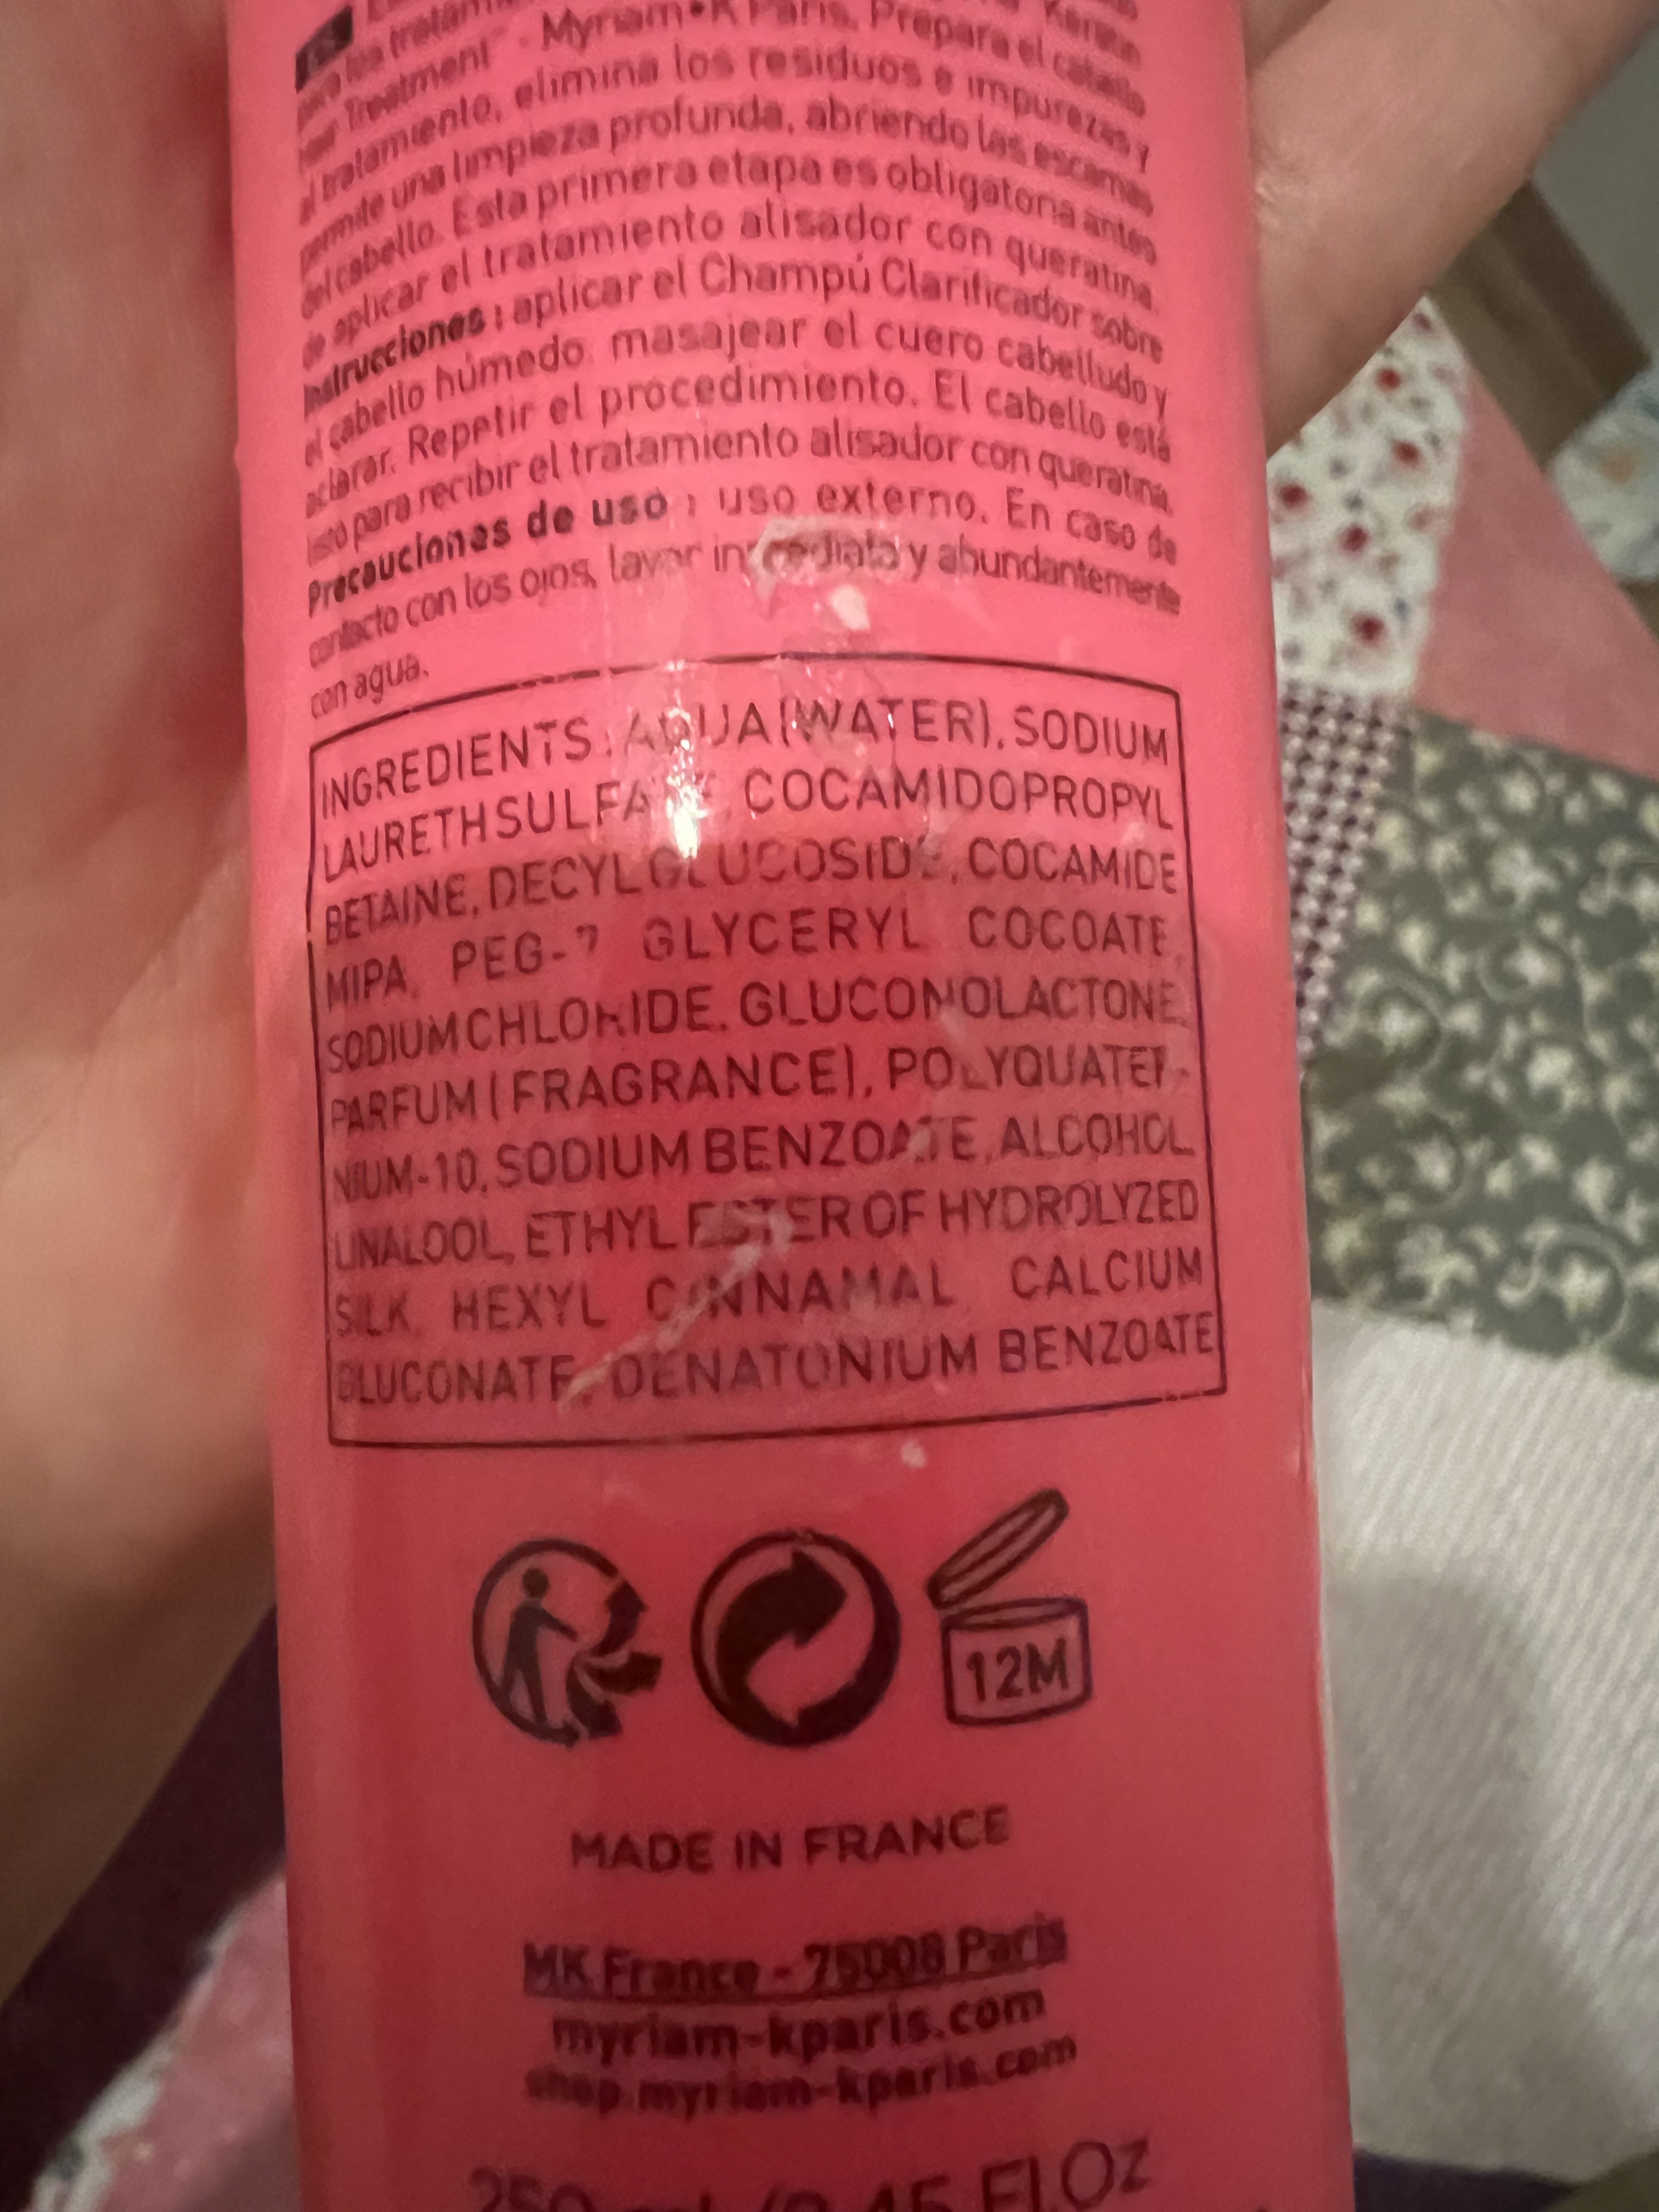 Treatment" - Myriam•K Paris. Prepara el cabello
al tratamiento, elimina los residuos e impurezas y
permite una limpieza profunda, abriendo las escamas
del cabello. Esta primera etapa es obligatoria antes
de aplicar el tratamiento alisador con queratina.
Instrucciones : aplicar el Champú Clarificador sobre
el cabello húmedo masajear el cuero cabelludo y
aclarar. Repetir el procedimiento. El cabello está
listo para recibir el tratamiento alisador con queratina.
Precauciones de uso : uso externo. En caso de
contacto con los ojos, lavar inmediata y abundantemente
con agua.
INGREDIENTS : AQUA (WATER), SODIUM
LAURETH SULFATE, COCAMIDOPROPYL
BETAINE, DECYL GLUCOSIDE, COCAMIDE
MIPA, PEG-7 GLYCERYL COCOATE,
SODIUM CHLORIDE, GLUCONOLACTONE,
PARFUM (FRAGRANCE), POLYQUATER-
NIUM-10, SODIUM BENZOATE, ALCOHOL,
LINALOOL, ETHYL ESTER OF HYDROLYZED
SILK, HEXYL CINNAMAL, CALCIUM
GLUCONATE, DENATONIUM BENZOATE
12M
MADE IN FRANCE
MK France - 75008 Paris
myriam-kparis.com
shop.myriam-kparis.com
250 ml / 8.45 Fl.Oz